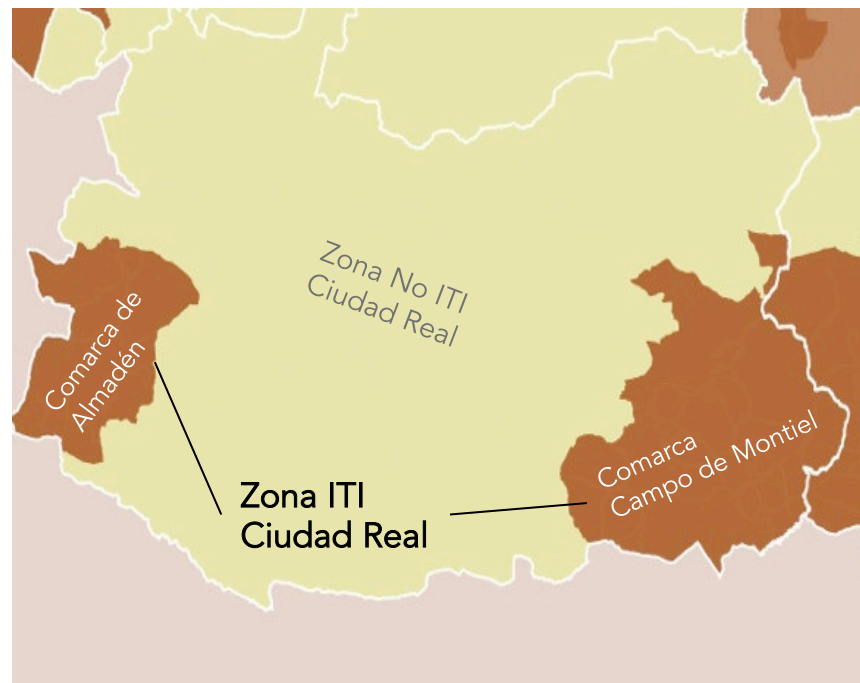 Zona No ITI
Ciudad Real
Comarca de
Almadén
Comarca
Campo de Montiel
Zona ITI
Ciudad Real